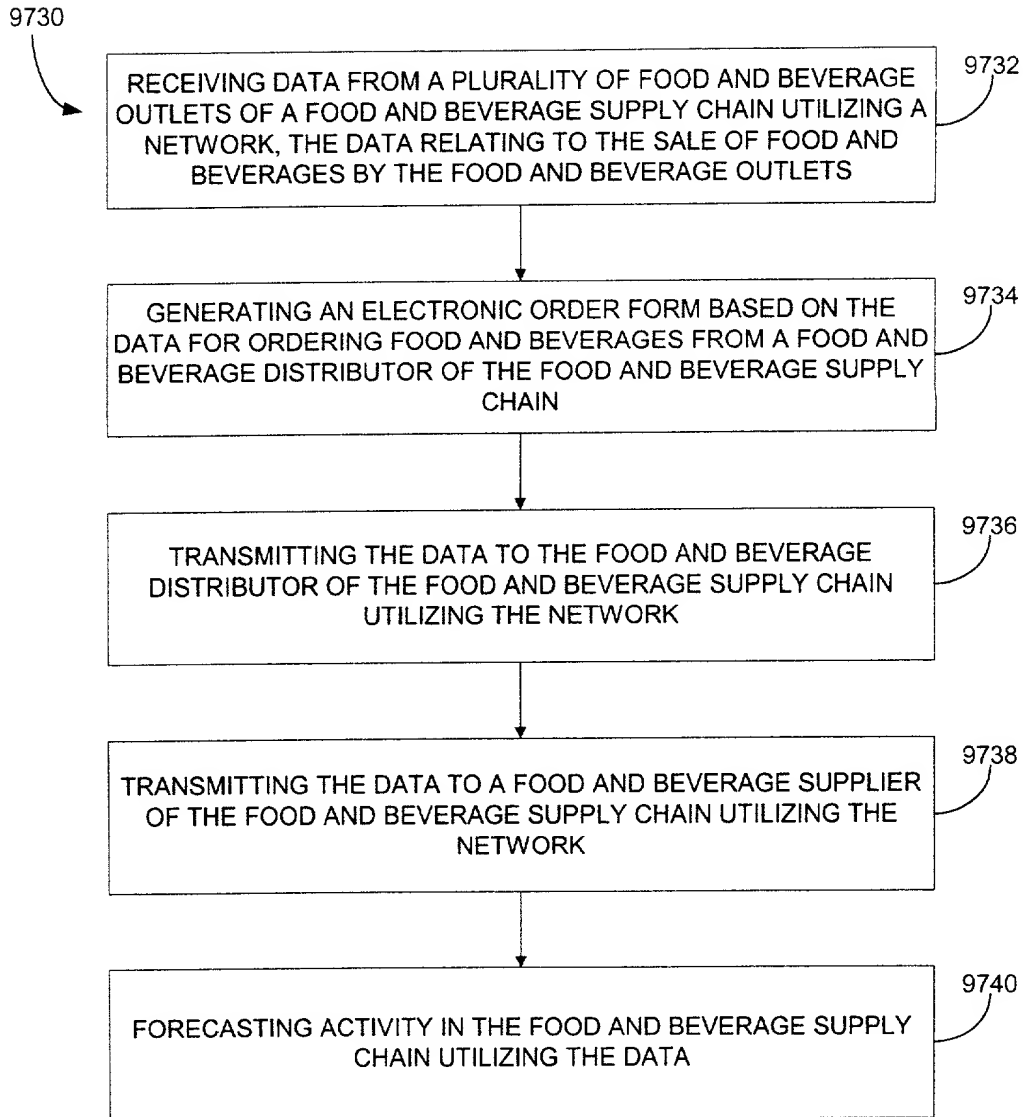 9730
RECEIVING DATA FROM A PLURALITY OF FOOD AND BEVERAGE
OUTLETS OF A FOOD AND BEVERAGE SUPPLY CHAIN UTILIZING A
NETWORK, THE DATA RELATING TO THE SALE OF FOOD AND
BEVERAGES BY THE FOOD AND BEVERAGE OUTLETS
9732
GENERATING AN ELECTRONIC ORDER FORM BASED ON THE
DATA FOR ORDERING FOOD AND BEVERAGES FROM A FOOD AND
BEVERAGE DISTRIBUTOR OF THE FOOD AND BEVERAGE SUPPLY
CHAIN
9734
TRANSMITTING THE DATA TO THE FOOD AND BEVERAGE
DISTRIBUTOR OF THE FOOD AND BEVERAGE SUPPLY CHAIN
UTILIZING THE NETWORK
9736
TRANSMITTING THE DATA TO A FOOD AND BEVERAGE SUPPLIER
OF THE FOOD AND BEVERAGE SUPPLY CHAIN UTILIZING THE
NETWORK
9738
FORECASTING ACTIVITY IN THE FOOD AND BEVERAGE SUPPLY
CHAIN UTILIZING THE DATA
9740